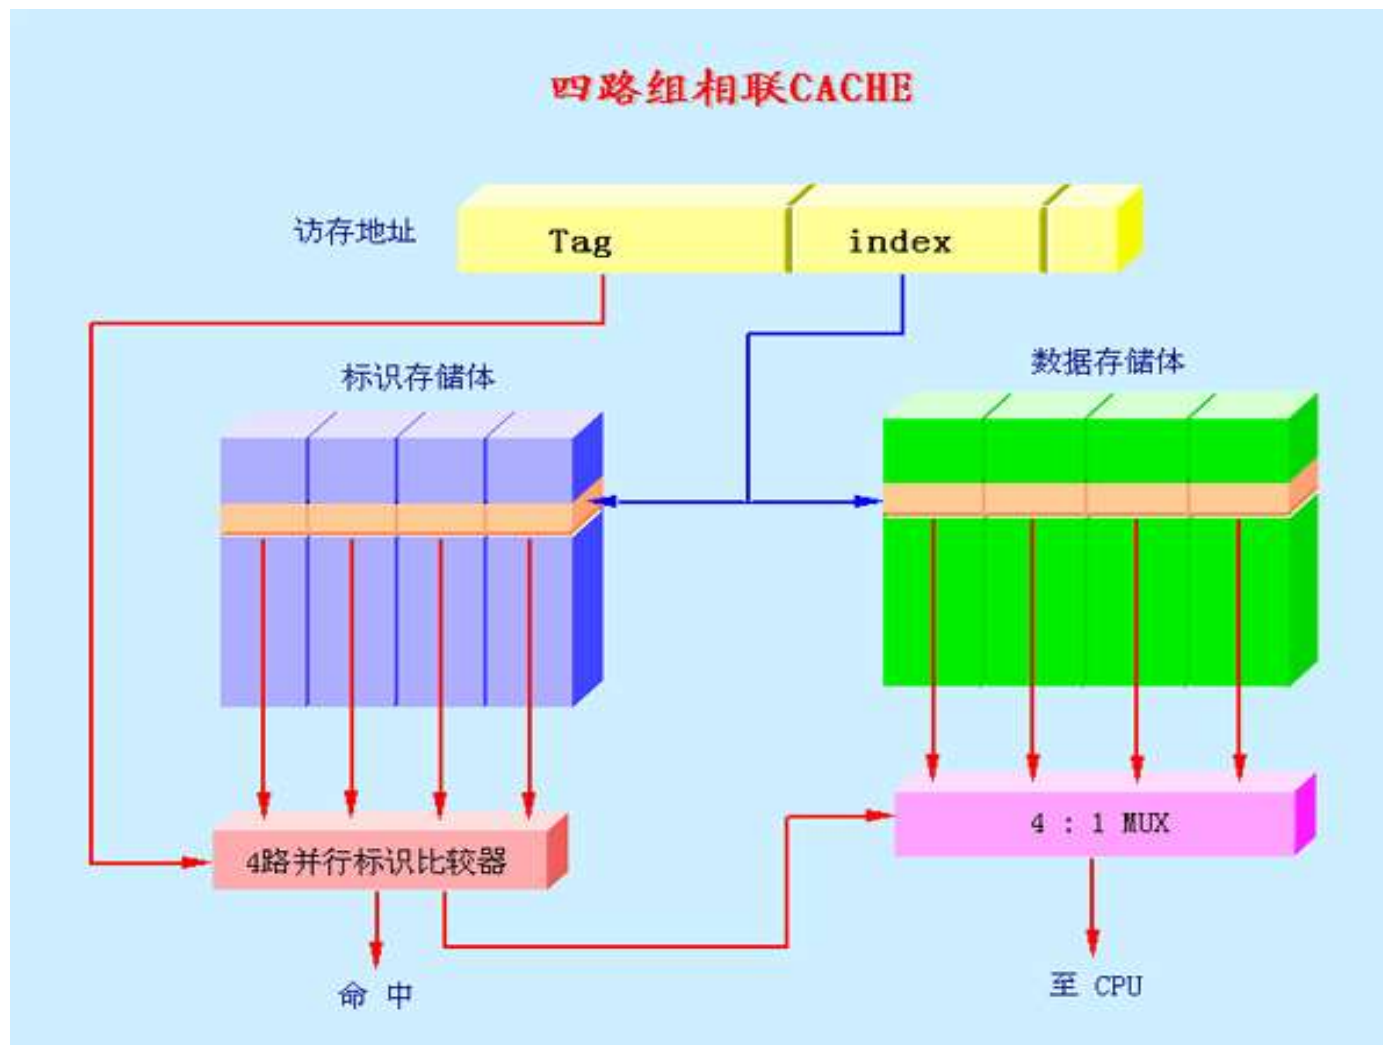 四路组相联CACHE
访存地址
Tag
index
标识存储体
数据存储体
4路并行标识比较器
4 : 1 MUX
命 中
至 CPU